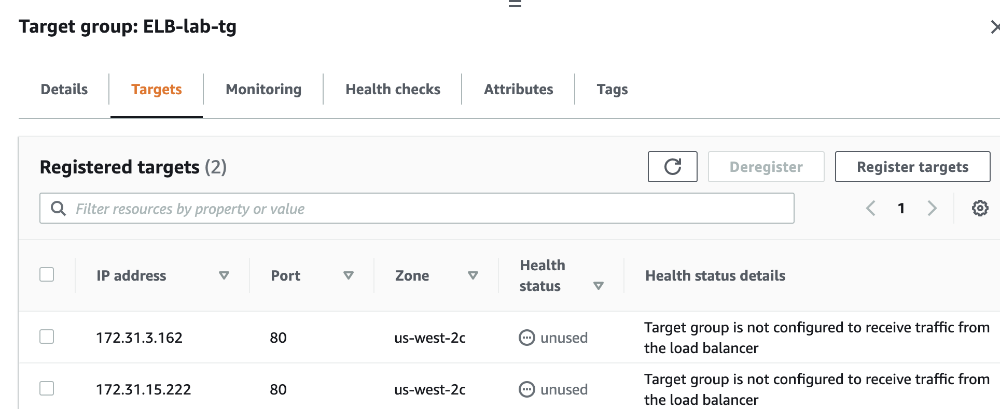 Target group: ELB-lab-tg
Details
Targets
Monitoring
Health checks
Attributes
Tags
Registered targets (2)
Deregister
Register targets
Filter resources by property or value
1
IP address
Port
Zone
Health
status
Health status details
172.31.3.162
80
us-west-2c
unused
Target group is not configured to receive traffic from
the load balancer
172.31.15.222
80
us-west-2c
unused
Target group is not configured to receive traffic from
the load balancer